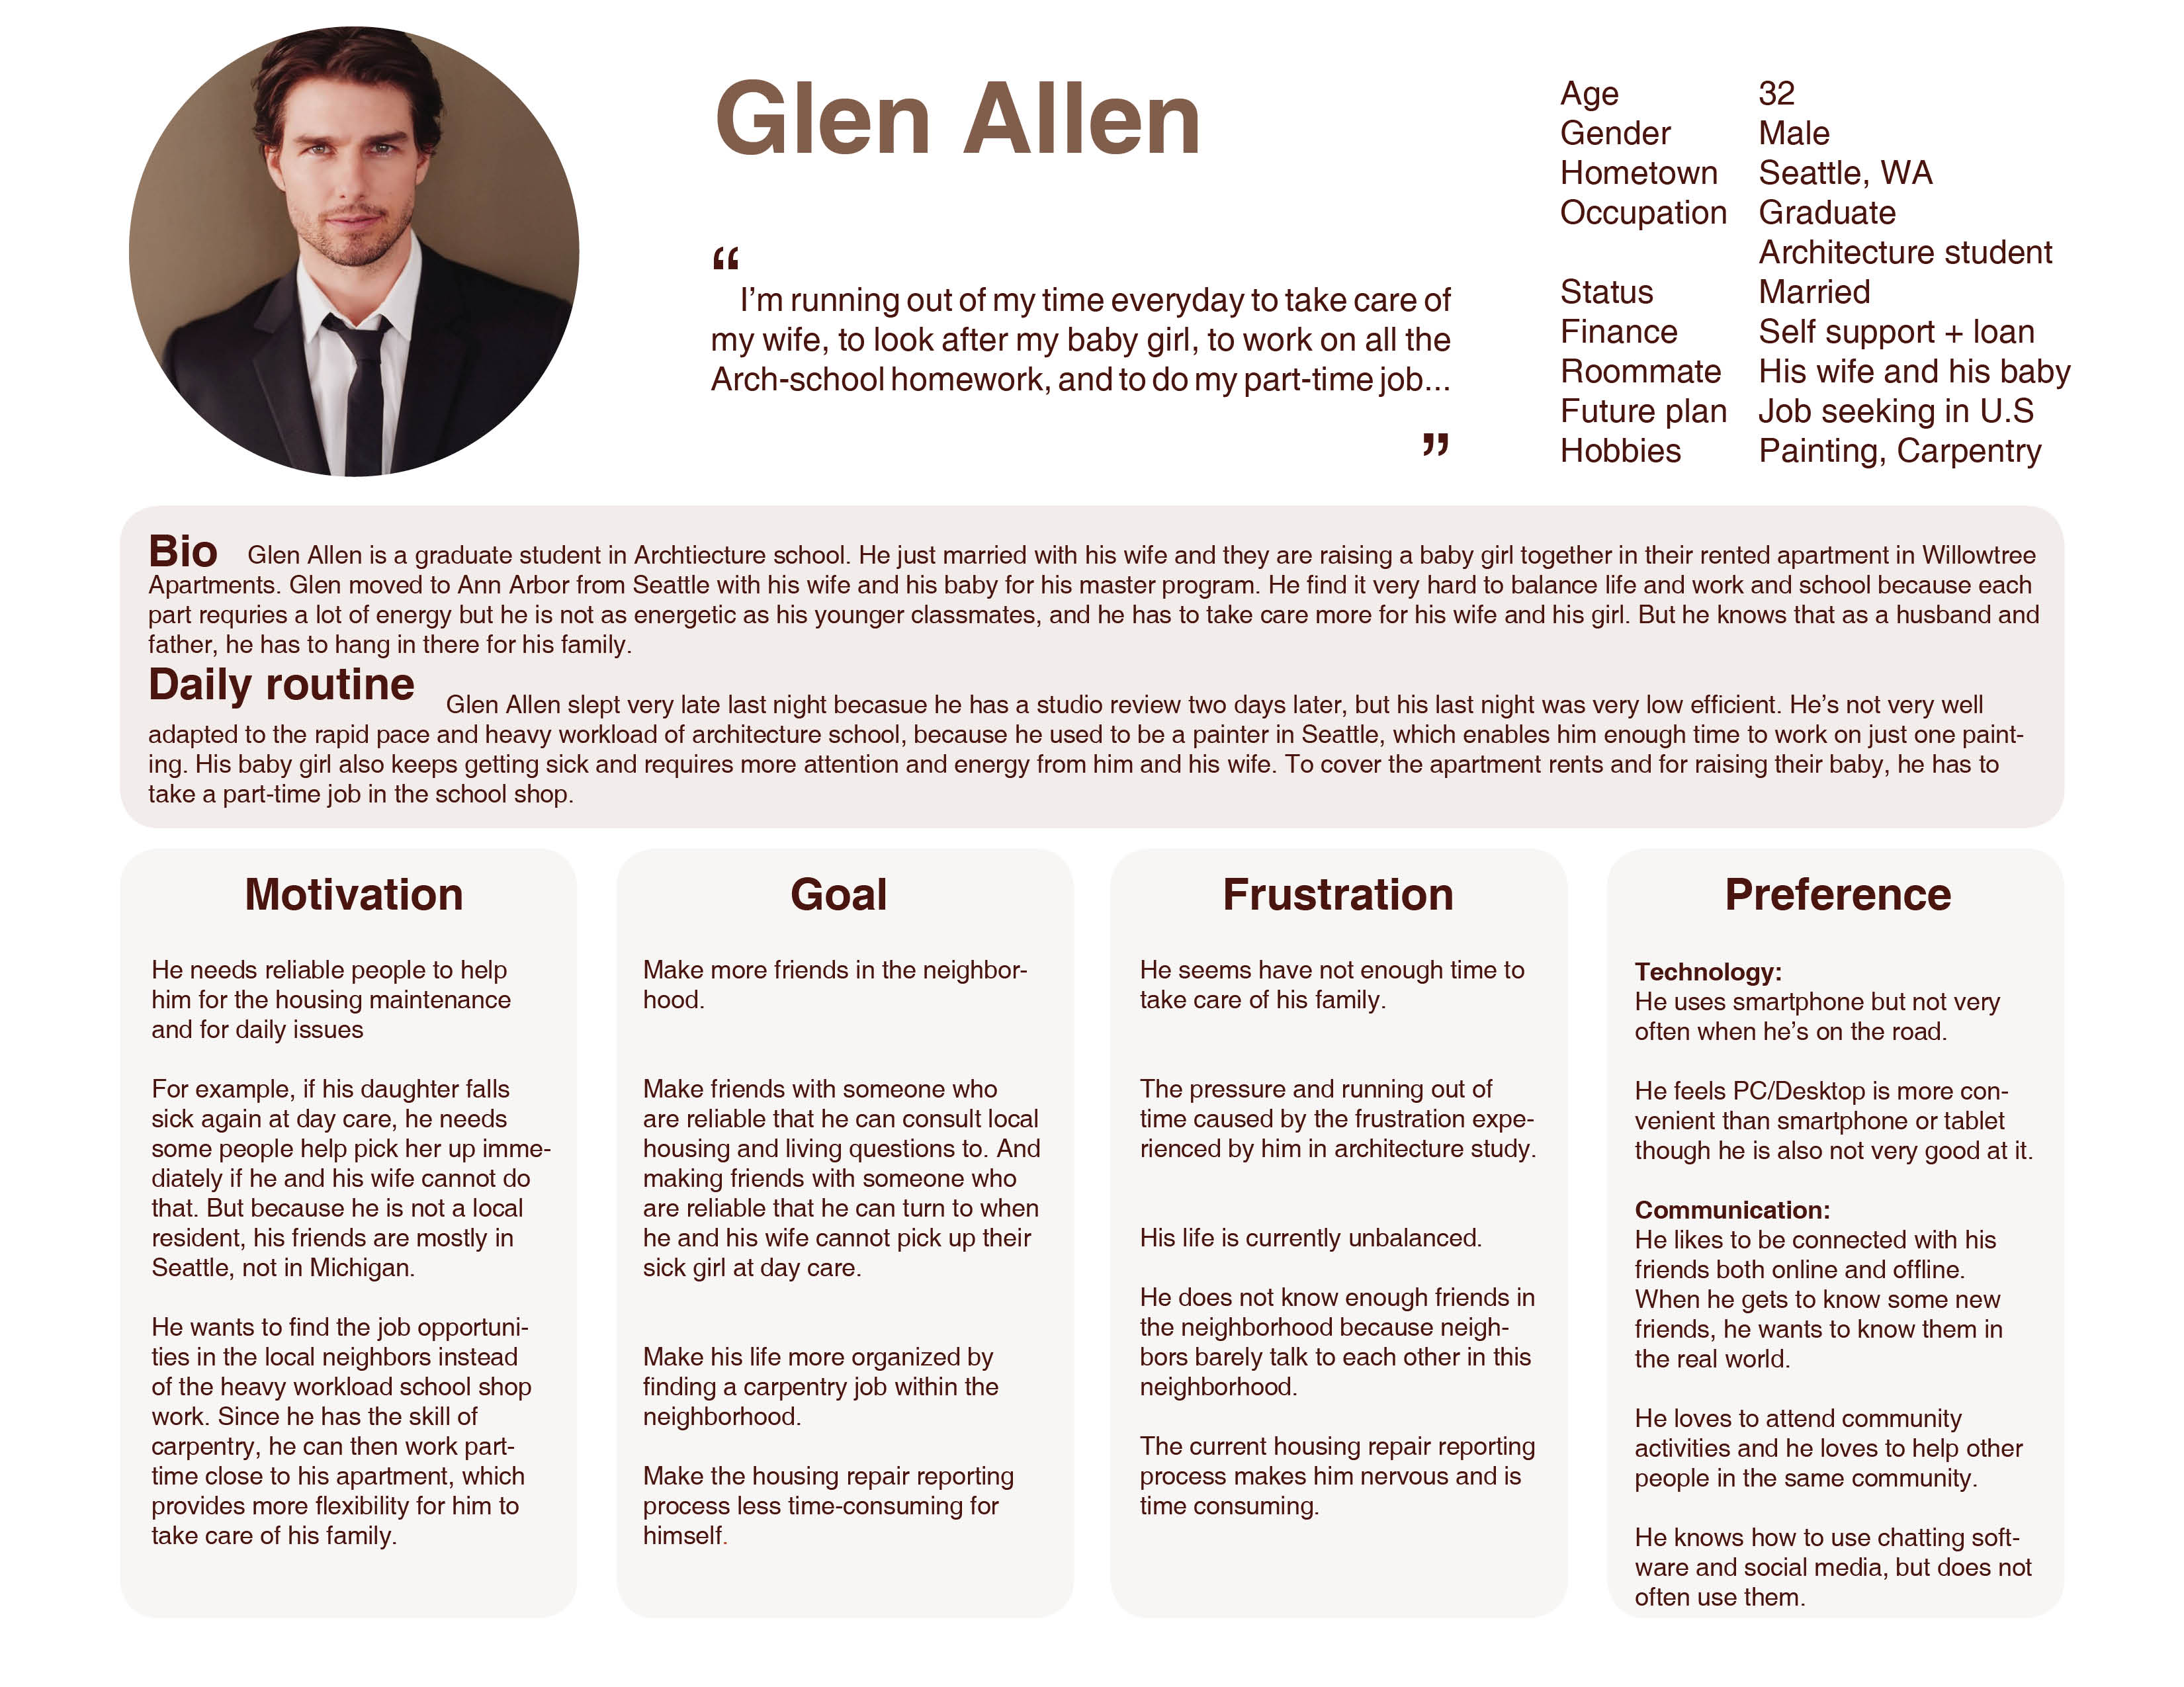 Glen Allen
“
I’m running out of my time everyday to take care of
my wife, to look after my baby girl, to work on all the
Arch-school homework, and to do my part-time job...
”
Age 32
Gender Male
Hometown Seattle, WA
Occupation Graduate
Architecture student
Status Married
Finance Self support + loan
Roommate His wife and his baby
Future plan Job seeking in U.S
Hobbies Painting, Carpentry
Bio Glen Allen is a graduate student in Archtiecture school. He just married with his wife and they are raising a baby girl together in their rented apartment in Willowtree
Apartments. Glen moved to Ann Arbor from Seattle with his wife and his baby for his master program. He find it very hard to balance life and work and school because each
part requries a lot of energy but he is not as energetic as his younger classmates, and he has to take care more for his wife and his girl. But he knows that as a husband and
father, he has to hang in there for his family.
Daily routine Glen Allen slept very late last night becasue he has a studio review two days later, but his last night was very low efficient. He’s not very well
adapted to the rapid pace and heavy workload of architecture school, because he used to be a painter in Seattle, which enables him enough time to work on just one paint-
ing. His baby girl also keeps getting sick and requires more attention and energy from him and his wife. To cover the apartment rents and for raising their baby, he has to
take a part-time job in the school shop.
Motivation
He needs reliable people to help
him for the housing maintenance
and for daily issues
For example, if his daughter falls
sick again at day care, he needs
some people help pick her up imme-
diately if he and his wife cannot do
that. But because he is not a local
resident, his friends are mostly in
Seattle, not in Michigan.
He wants to find the job opportuni-
ties in the local neighbors instead
of the heavy workload school shop
work. Since he has the skill of
carpentry, he can then work part-
time close to his apartment, which
provides more flexibility for him to
take care of his family.
Goal
Make more friends in the neighbor-
hood.
Make friends with someone who
are reliable that he can consult local
housing and living questions to. And
making friends with someone who
are reliable that he can turn to when
he and his wife cannot pick up their
sick girl at day care.
Make his life more organized by
finding a carpentry job within the
neighborhood.
Make the housing repair reporting
process less time-consuming for
himself.
Frustration
He seems have not enough time to
take care of his family.
The pressure and running out of
time caused by the frustration expe-
rienced by him in architecture study.
His life is currently unbalanced.
He does not know enough friends in
the neighborhood because neigh-
bors barely talk to each other in this
neighborhood.
The current housing repair reporting
process makes him nervous and is
time consuming.
Preference
Technology:
He uses smartphone but not very
often when he’s on the road.
He feels PC/Desktop is more con-
venient than smartphone or tablet
though he is also not very good at it.
Communication:
He likes to be connected with his
friends both online and offline.
When he gets to know some new
friends, he wants to know them in
the real world.
He loves to attend community
activities and he loves to help other
people in the same community.
He knows how to use chatting soft-
ware and social media, but does not
often use them.